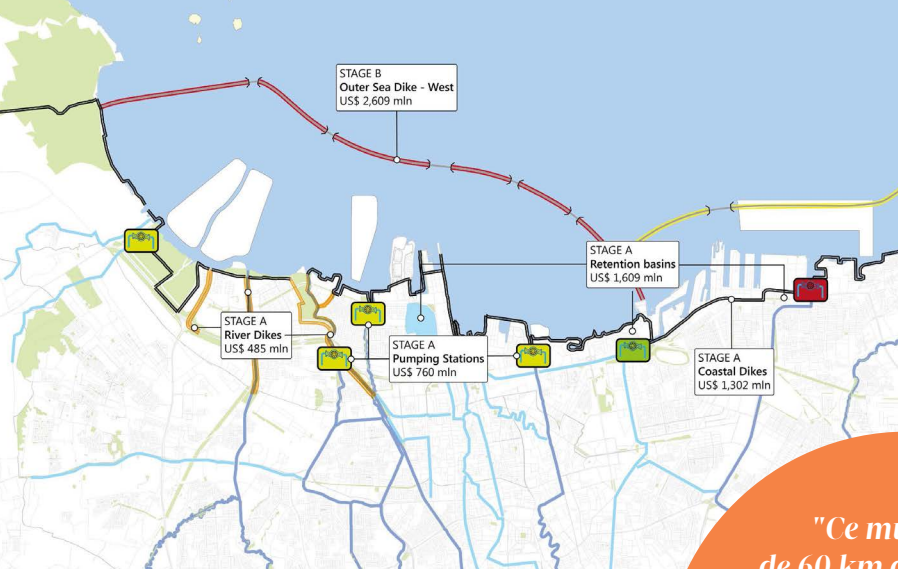 STAGE B
Outer Sea Dike - West
US$ 2,609 mln
STAGE A
Retention basins
US$ 1,609 mln
STAGE A
River Dikes
US$ 485 mln
STAGE A
Pumping Stations
US$ 760 mln
STAGE A
Coastal Dikes
US$ 1,302 mln
"Ce mu
de 60 km